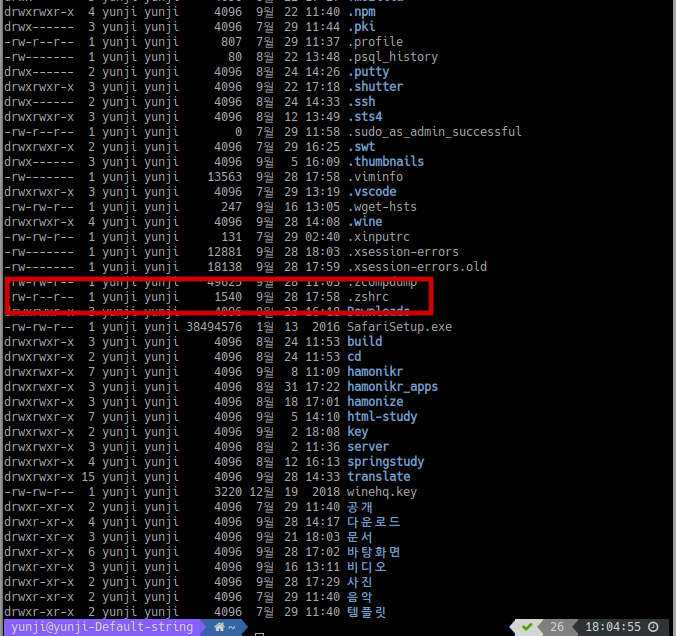 drwxrwxr-x 4 yunji yunji 4096 9월 22 11:40 .npm
drwx------ 3 yunji yunji 4096 7월 29 11:44 .pki
-rw-r--r-- 1 yunji yunji 807 7월 29 11:37 .profile
-rw------- 1 yunji yunji 80 8월 22 13:48 .psql_history
drwx------ 2 yunji yunji 4096 8월 24 14:26 .putty
drwxrwxr-x 3 yunji yunji 4096 9월 22 17:18 .shutter
drwx------ 2 yunji yunji 4096 8월 24 14:33 .ssh
drwxrwxr-x 3 yunji yunji 4096 8월 12 13:49 .sts4
-rw-r--r-- 1 yunji yunji 0 7월 29 11:58 .sudo_as_admin_successful
drwxrwxr-x 2 yunji yunji 4096 7월 29 16:25 .swt
drwx------ 3 yunji yunji 4096 9월 5 16:09 .thumbnails
-rw------- 1 yunji yunji 13563 9월 28 17:58 .viminfo
drwxrwxr-x 3 yunji yunji 4096 7월 29 13:19 .vscode
-rw-rw-r-- 1 yunji yunji 247 9월 16 13:05 .wget-hsts
drwxrwxr-x 4 yunji yunji 4096 9월 28 14:08 .wine
-rw-rw-r-- 1 yunji yunji 131 7월 29 02:40 .xinputrc
-rw------- 1 yunji yunji 12881 9월 28 18:03 .xsession-errors
-rw------- 1 yunji yunji 18138 9월 28 17:59 .xsession-errors.old
-rw-rw-r-- 1 yunji yunji 49025 9월 28 11:05 .zcompdump
-rw-r--r-- 1 yunji yunji 1540 9월 28 17:58 .zshrc
drwxrwxr-x 3 yunji yunji 4096 9월 13 16:18 Downloads
-rw-rw-r-- 1 yunji yunji 38494576 1월 13 2016 SafariSetup.exe
drwxrwxr-x 3 yunji yunji 4096 8월 24 11:53 build
drwxrwxr-x 2 yunji yunji 4096 8월 24 11:53 cd
drwxrwxr-x 7 yunji yunji 4096 9월 8 11:09 hamonikr
drwxrwxr-x 3 yunji yunji 4096 8월 31 17:22 hamonikr_apps
drwxrwxr-x 3 yunji yunji 4096 8월 18 17:01 hamonize
drwxrwxr-x 7 yunji yunji 4096 9월 5 14:10 html-study
drwxrwxr-x 2 yunji yunji 4096 9월 2 18:08 key
drwxrwxr-x 3 yunji yunji 4096 8월 2 11:36 server
drwxrwxr-x 4 yunji yunji 4096 8월 12 16:13 springstudy
drwxrwxr-x 15 yunji yunji 4096 9월 28 14:33 translate
-rw-rw-r-- 1 yunji yunji 3220 12월 19 2018 winehq.key
drwxr-xr-x 2 yunji yunji 4096 7월 29 11:40 공개
drwxr-xr-x 4 yunji yunji 4096 9월 28 14:17 다운로드
drwxr-xr-x 3 yunji yunji 4096 9월 21 18:03 문서
drwxr-xr-x 6 yunji yunji 4096 9월 28 17:02 바탕화면
drwxr-xr-x 3 yunji yunji 4096 9월 16 13:11 비디오
drwxr-xr-x 2 yunji yunji 4096 9월 28 17:29 사진
drwxr-xr-x 2 yunji yunji 4096 7월 29 11:40 음악
drwxr-xr-x 2 yunji yunji 4096 7월 29 11:40 템플릿
yunji@yunji-Default-string ~ 26 18:04:55